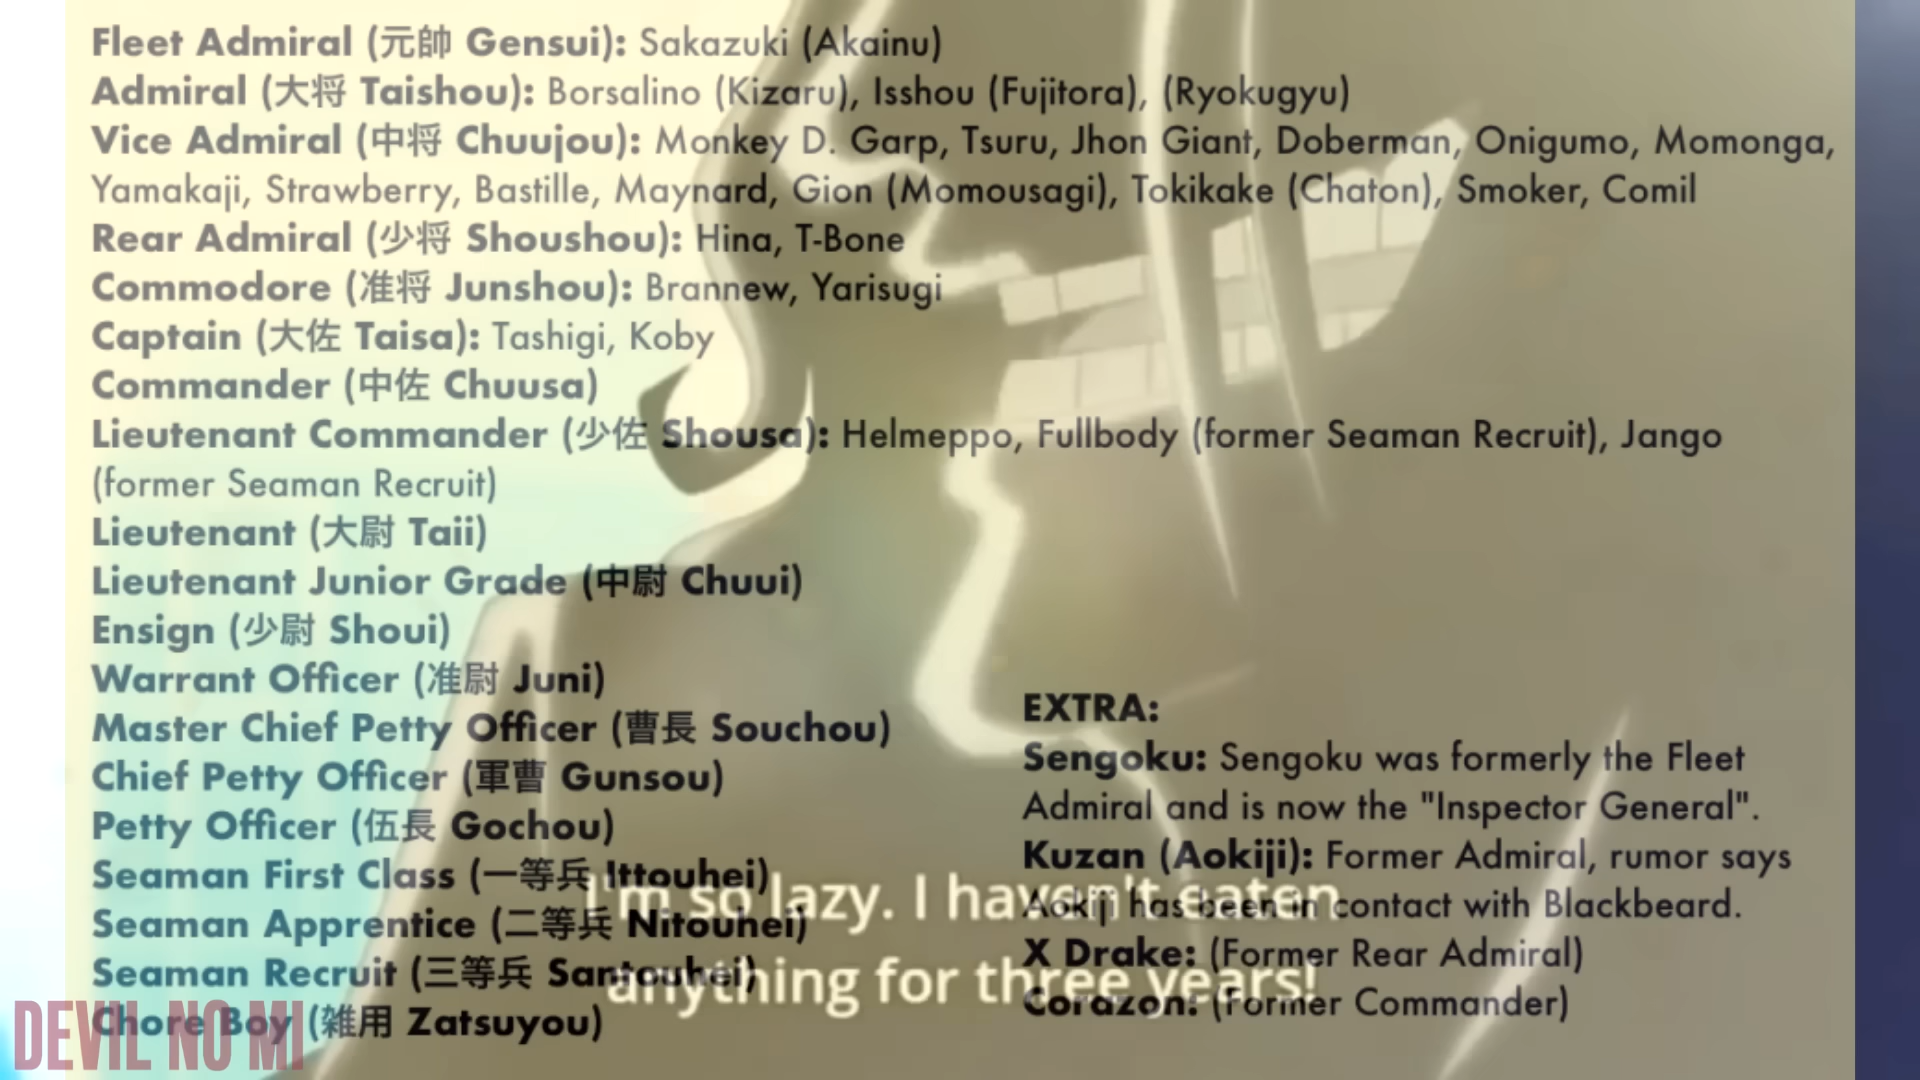 Fleet Admiral (元帥 Gensui): Sakazuki (Akainu)
Admiral (大将 Taishou): Borsalino (Kizaru), Isshou (Fujitora), (Ryokugyu)
Vice Admiral (中将 Chuujou): Monkey D. Garp, Tsuru, Jhon Giant, Doberman, Onigumo, Momonga,
Yamakaji, Strawberry, Bastille, Maynard, Gion (Momousagi), Tokikake (Chaton), Smoker, Comil
Rear Admiral (少将 Shoushou): Hina, T-Bone
Commodore (准将 Junshou): Brannew, Yarisugi
Captain (大佐 Taisa): Tashigi, Koby
Commander (中佐 Chuusa)
Lieutenant Commander (少佐 Shousa): Helmeppo, Fullbody (former Seaman Recruit), Jango
(former Seaman Recruit)
Lieutenant (大尉 Taii)
Lieutenant Junior Grade (中尉 Chuui)
Ensign (少尉 Shoui)
Warrant Officer (准尉 Juni)
Master Chief Petty Officer (曹長 Souchou)
Chief Petty Officer (軍曹 Gunsou)
Petty Officer (伍長 Gochou)
Seaman First Class (一等兵 Ittouhei)
Seaman Apprentice (二等兵 Nitouhei)
Seaman Recruit (三等兵 Santouhei)
Chore Boy (雑用 Zatsuyou)
EXTRA:
Sengoku: Sengoku was formerly the Fleet
Admiral and is now the "Inspector General".
Kuzan (Aokiji): Former Admiral, rumor says
Aokiji has been in contact with Blackbeard.
X Drake: (Former Rear Admiral)
Corazon: (Former Commander)
I'm so lazy. I haven't eaten
anything for three years!
DEVIL NO MI